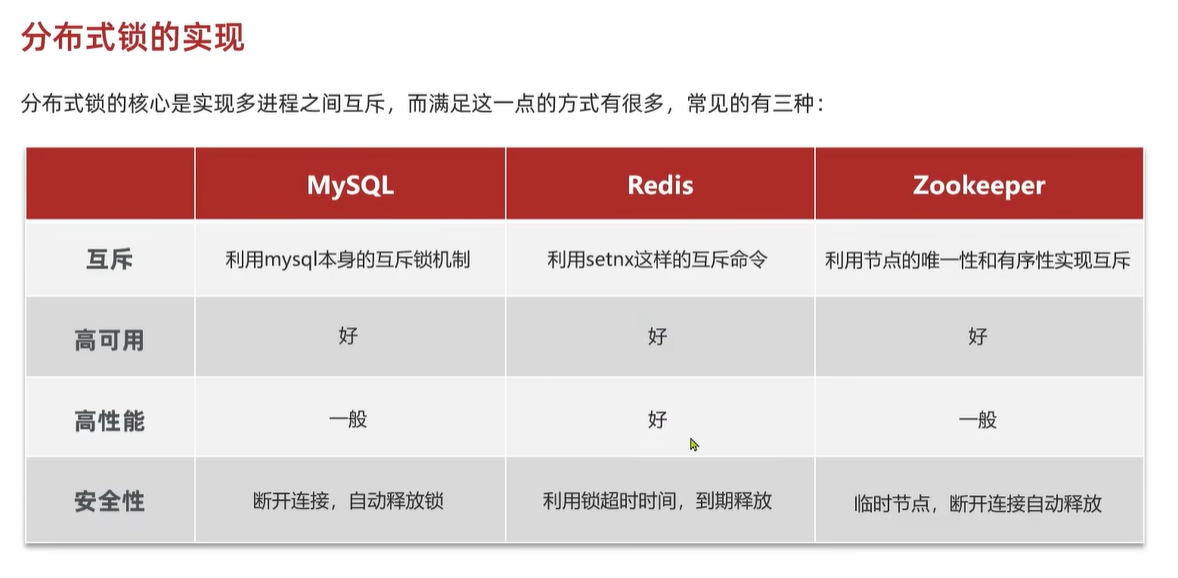 分布式锁的实现
分布式锁的核心是实现多进程之间互斥，而满足这一点的方式有很多，常见的有三种：
MySQL Redis Zookeeper
互斥 利用mysql本身的互斥锁机制 利用setnx这样的互斥命令 利用节点的唯一性和有序性实现互斥
高可用 好 好 好
高性能 一般 好 一般
安全性 断开连接，自动释放锁 利用锁超时时间，到期释放 临时节点，断开连接自动释放